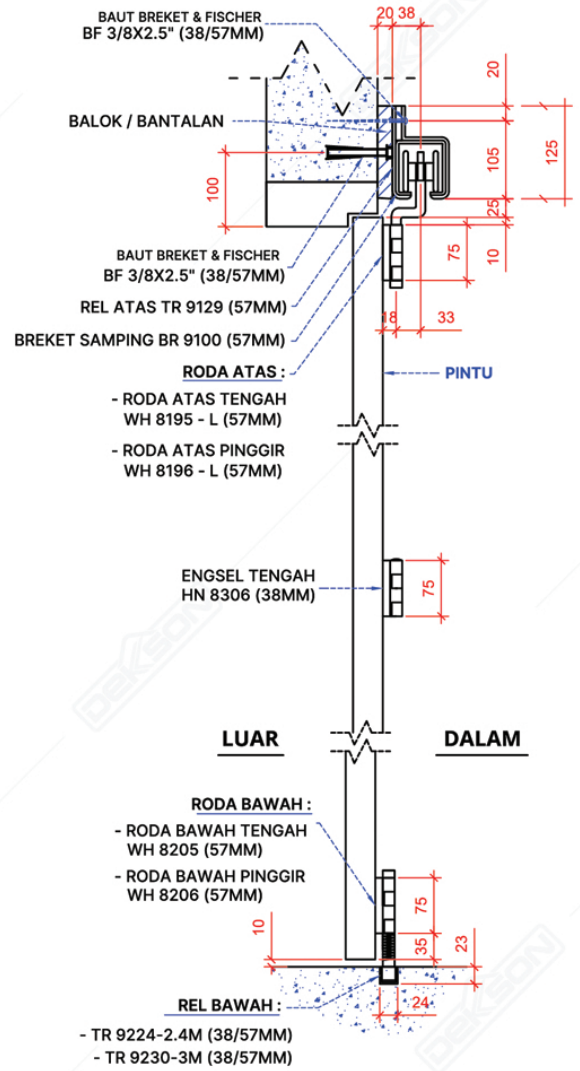 BAUT BREKET & FISCHER
BF 3/8X2.5" (38/57MM)
20 38
20
BALOK / BANTALAN
105
125
100
25
BAUT BREKET & FISCHER
BF 3/8X2.5" (38/57MM)
75
10
REL ATAS TR 9129 (57MM)
18 33
BREKET SAMPING BR 9100 (57MM)
RODA ATAS :
PINTU
- RODA ATAS TENGAH
WH 8195 - L (57MM)
- RODA ATAS PINGGIR
WH 8196 - L (57MM)
ENGSEL TENGAH
HN 8306 (38MM)
75
DEKSON
LUAR
DALAM
RODA BAWAH :
- RODA BAWAH TENGAH
WH 8205 (57MM)
- RODA BAWAH PINGGIR
WH 8206 (57MM)
75
10
35
23
DEKSON
REL BAWAH :
24
- TR 9224-2.4M (38/57MM)
- TR 9230-3M (38/57MM)